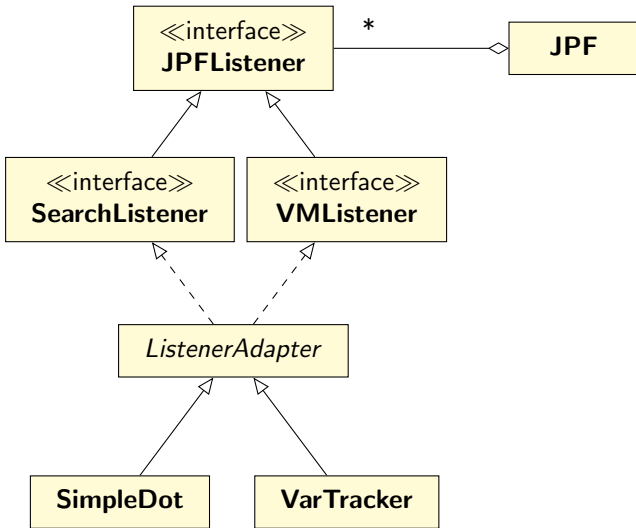 ≪interface≫
JPFListener
*
JPF
≪interface≫
SearchListener
≪interface≫
VMListener
ListenerAdapter
SimpleDot
VarTracker